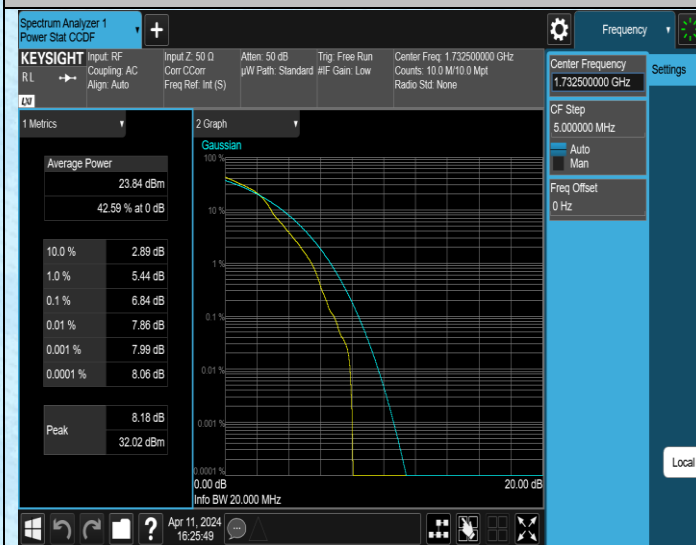 Spectrum Analyzer 1
Power Stat CCDF
+
Frequency
KEYSIGHT
RL
LXI
Input: RF
Coupling: AC
Align: Auto
Input Z: 50 Ω
Corr CCorr
Freq Ref: Int (S)
Atten: 50 dB
µW Path: Standard
Trig: Free Run
#IF Gain: Low
Center Freq: 1.732500000 GHz
Counts: 10.0 M/10.0 Mpt
Radio Std: None
Center Frequency
1.732500000 GHz
Settings
CF Step
5.000000 MHz
Auto
Man
Freq Offset
0 Hz
1 Metrics
Average Power
23.84 dBm
42.59 % at 0 dB
10.0 % 2.89 dB
1.0 % 5.44 dB
0.1 % 6.84 dB
0.01 % 7.86 dB
0.001 % 7.99 dB
0.0001 % 8.06 dB
Peak
8.18 dB
32.02 dBm
2 Graph
Gaussian
100 %
10 %
1 %
0.1 %
0.01 %
0.001 %
0.0001 %
0.00 dB 20.00 dB
Info BW 20.000 MHz
Local
?
Apr 11, 2024
16:25:49